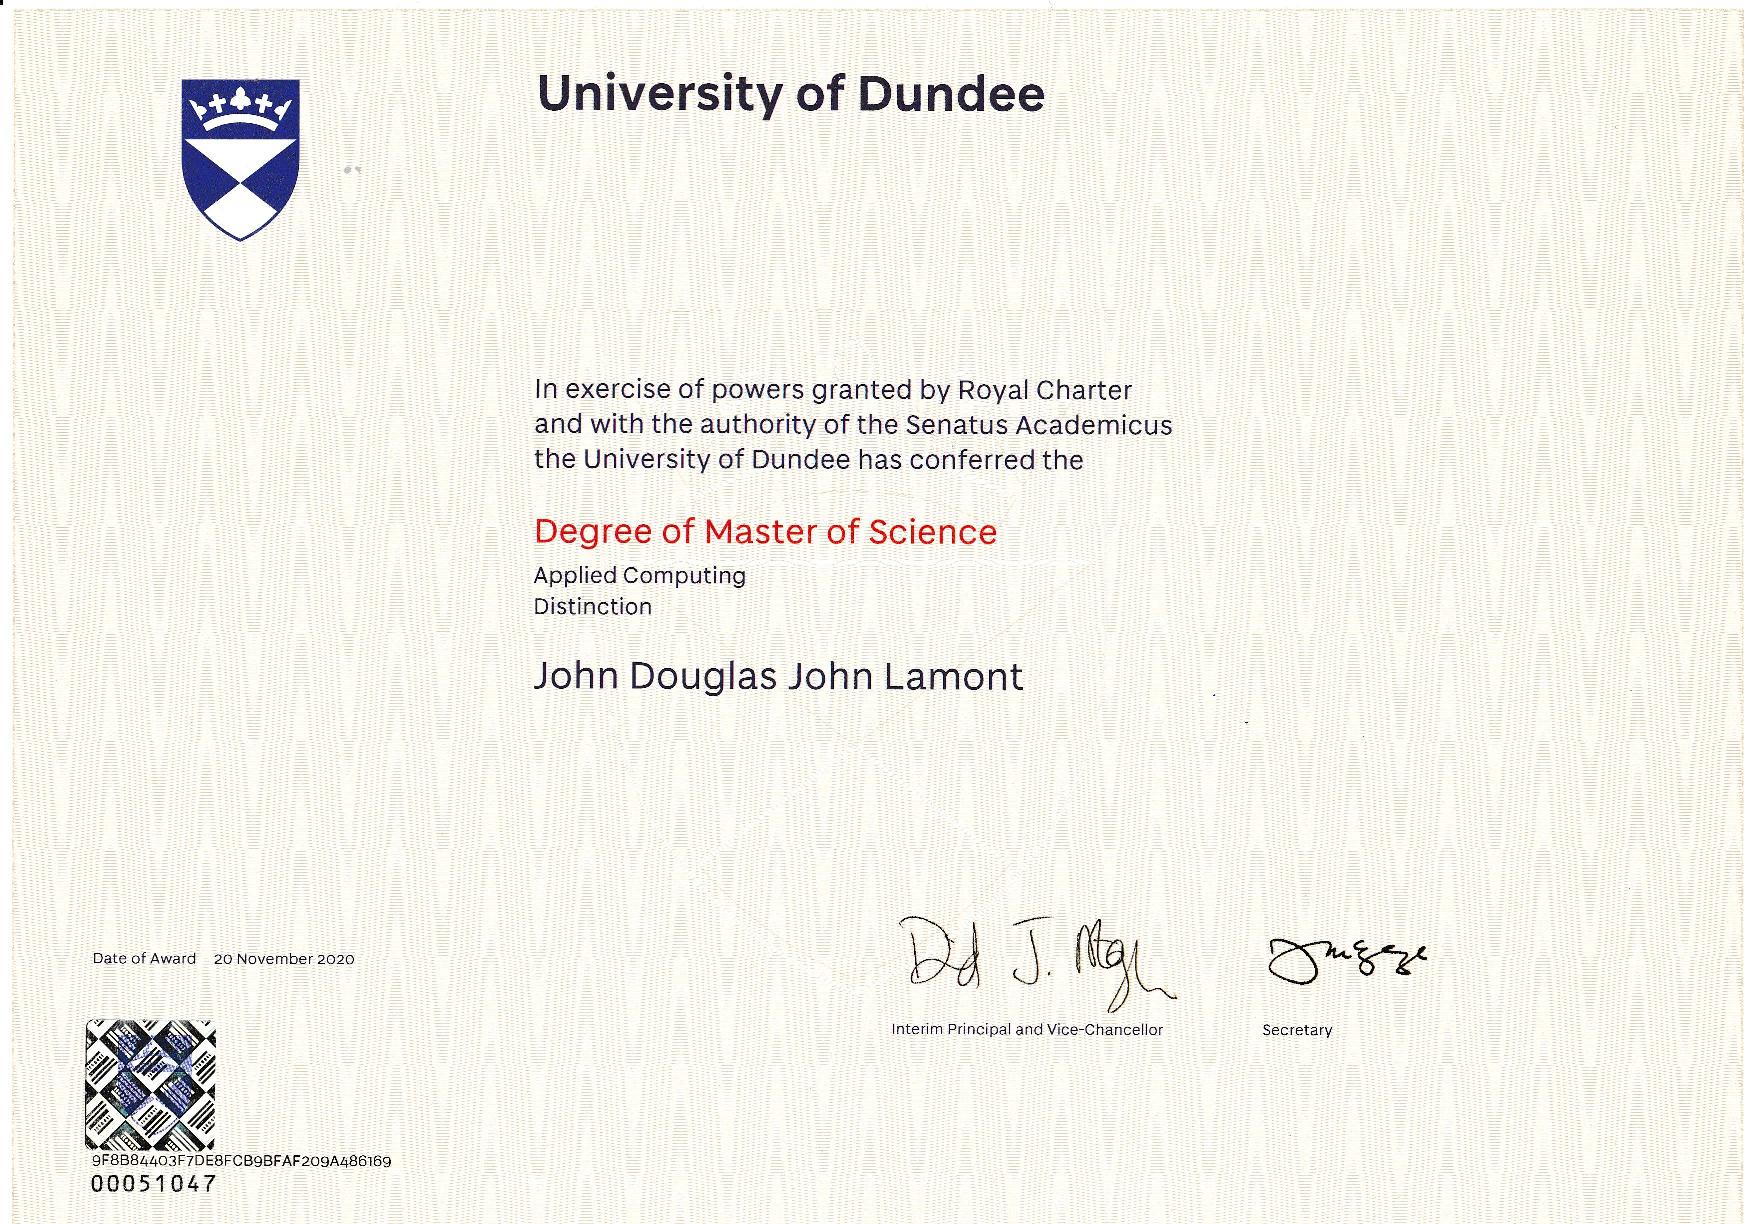 University of Dundee
In exercise of powers granted by Royal Charter
and with the authority of the Senatus Academicus
the University of Dundee has conferred the
Degree of Master of Science
Applied Computing
Distinction
John Douglas John Lamont
Date of Award 20 November 2020
Interim Principal and Vice-Chancellor
Secretary
9F8B84403F7DE8FCB9BFAF209A486169
00051047